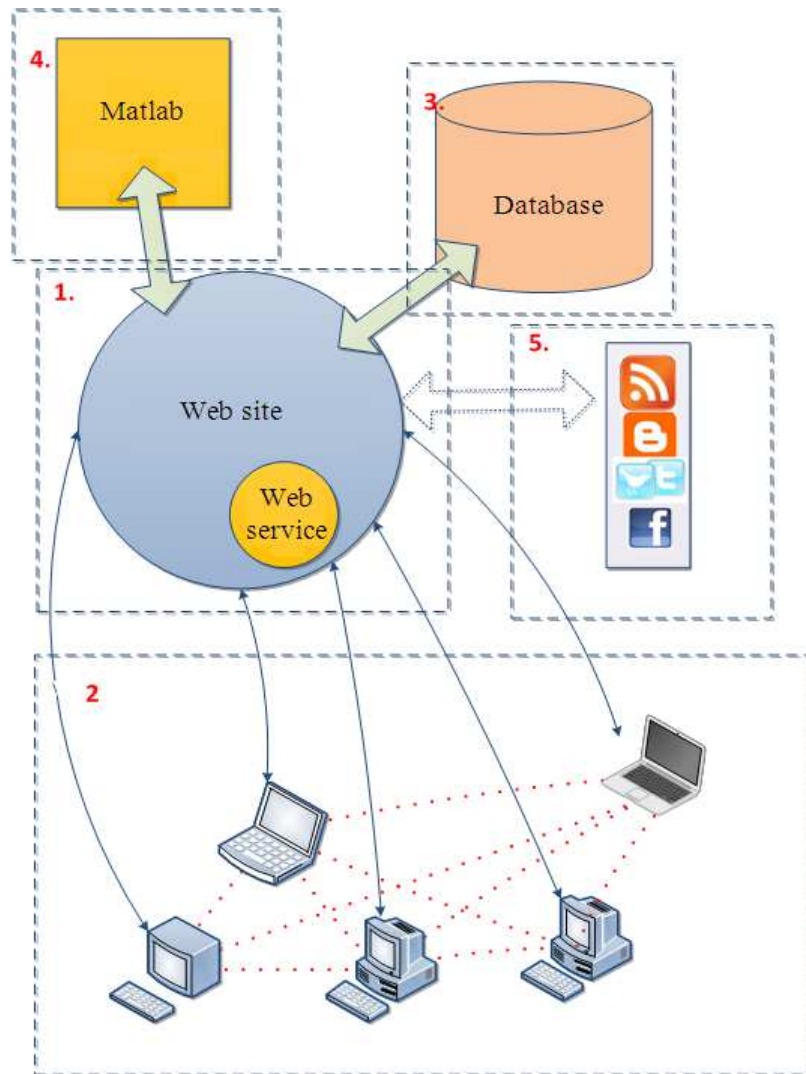 4.
Matlab
3.
Database
1.
Web site
Web
service
5.
t
f
2